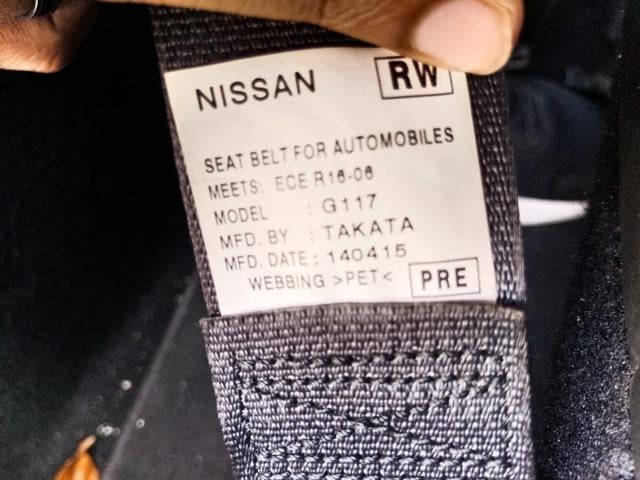 NISSAN RW
SEAT BELT FOR AUTOMOBILES
MEETS: ECE R16-06
MODEL : G117
MFD. BY : TAKATA
MFD. DATE : 140415
WEBBING >PET< PRE